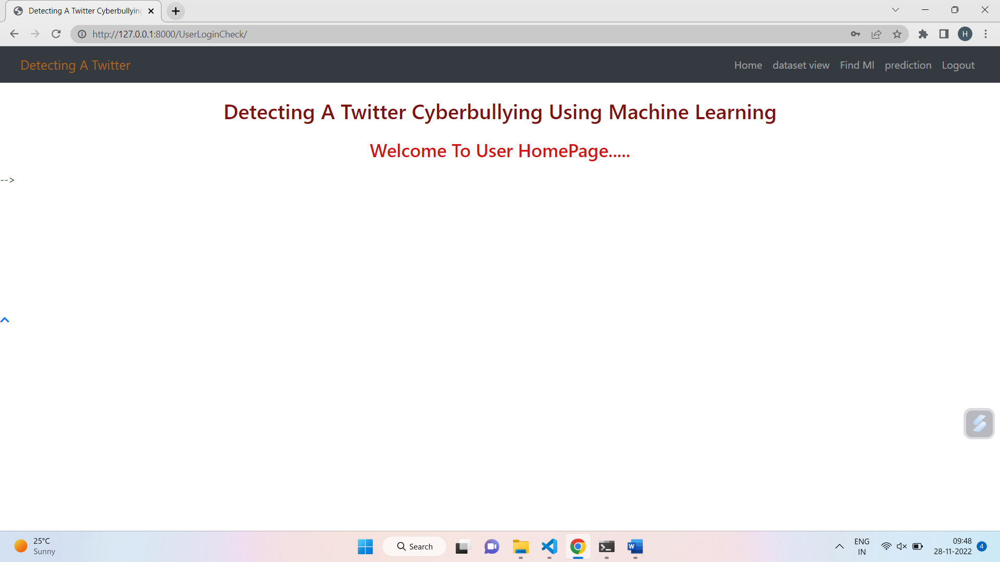 Detecting A Twitter Cyberbullying
http://127.0.0.1:8000/UserLoginCheck/
H
Detecting A Twitter
Home dataset view Find Ml prediction Logout
Detecting A Twitter Cyberbullying Using Machine Learning
Welcome To User HomePage.....
-->
25°C
Sunny
Search
W
ENG
IN
09:48
28-11-2022
4